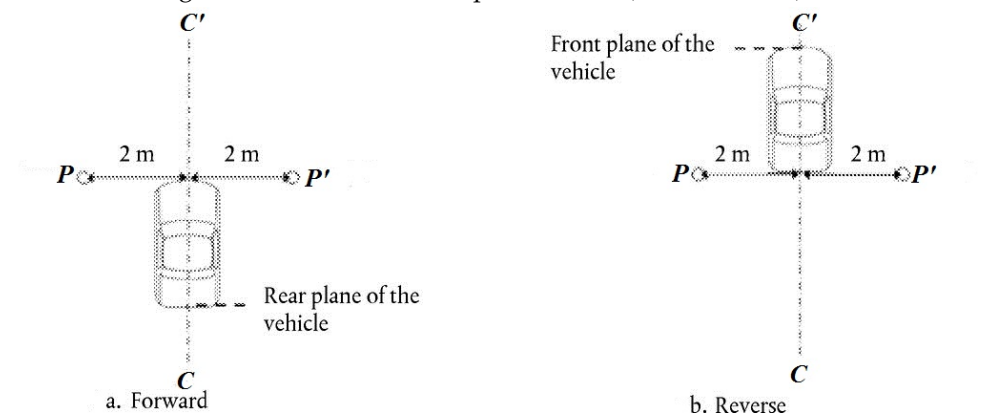 C'
2 m
2 m
P
P'
Rear plane of the
vehicle
C
a. Forward
C'
Front plane of the
vehicle
2 m
2 m
P
P'
C
b. Reverse